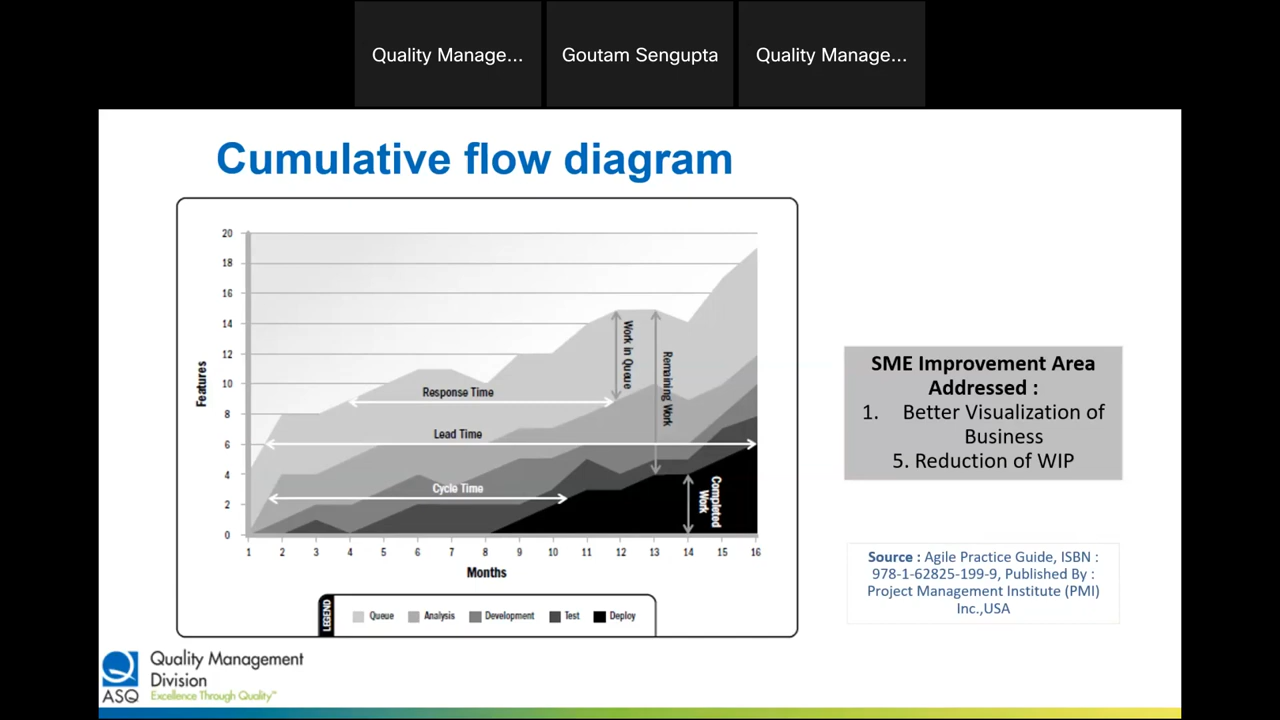 Quality Manage...
Goutam Sengupta
Quality Manage...
Cumulative flow diagram
20
18
16
14
12
10
8
6
4
2
0
Features
Response Time
Lead Time
Cycle Time
Work in Queue
Remaining Work
Completed
Work
1 2 3 4 5 6 7 8 9 10 11 12 13 14 15 16
Months
LEGEND
Queue Analysis Development Test Deploy
SME Improvement Area
Addressed :
1. Better Visualization of
Business
5. Reduction of WIP
Source : Agile Practice Guide, ISBN :
978-1-62825-199-9, Published By :
Project Management Institute (PMI)
Inc.,USA
ASQ
Quality Management
Division
Excellence Through Quality™